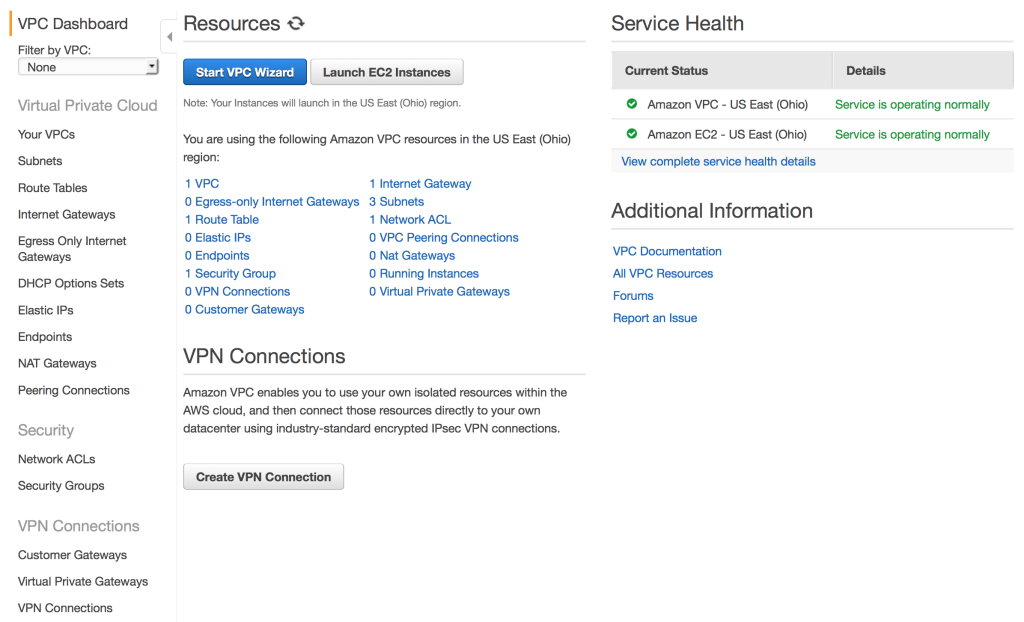 VPC Dashboard
Filter by VPC:
None
Virtual Private Cloud
Your VPCs
Subnets
Route Tables
Internet Gateways
Egress Only Internet
Gateways
DHCP Options Sets
Elastic IPs
Endpoints
NAT Gateways
Peering Connections
Security
Network ACLs
Security Groups
VPN Connections
Customer Gateways
Virtual Private Gateways
VPN Connections
Resources
Start VPC Wizard
Launch EC2 Instances
Note: Your Instances will launch in the US East (Ohio) region.
You are using the following Amazon VPC resources in the US East (Ohio)
region:
1 VPC
1 Internet Gateway
0 Egress-only Internet Gateways
3 Subnets
1 Route Table
1 Network ACL
0 Elastic IPs
0 VPC Peering Connections
0 Endpoints
0 Nat Gateways
1 Security Group
0 Running Instances
0 VPN Connections
0 Virtual Private Gateways
0 Customer Gateways
VPN Connections
Amazon VPC enables you to use your own isolated resources within the
AWS cloud, and then connect those resources directly to your own
datacenter using industry-standard encrypted IPsec VPN connections.
Create VPN Connection
Service Health
Current Status
Details
Amazon VPC - US East (Ohio)
Service is operating normally
Amazon EC2 - US East (Ohio)
Service is operating normally
View complete service health details
Additional Information
VPC Documentation
All VPC Resources
Forums
Report an Issue